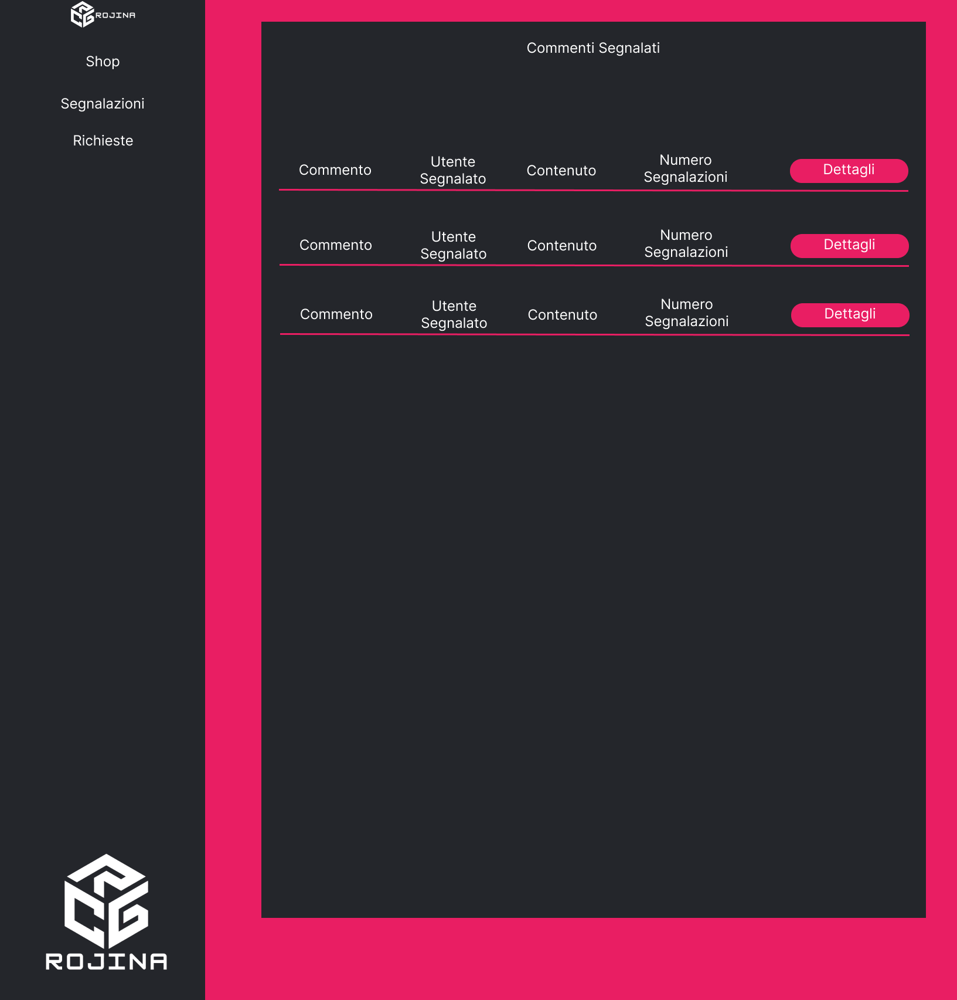 ROJINA
Shop
Segnalazioni
Richieste
Commenti Segnalati
Commento
Utente
Segnalato
Contenuto
Numero
Segnalazioni
Dettagli
Commento
Utente
Segnalato
Contenuto
Numero
Segnalazioni
Dettagli
Commento
Utente
Segnalato
Contenuto
Numero
Segnalazioni
Dettagli
ROJINA